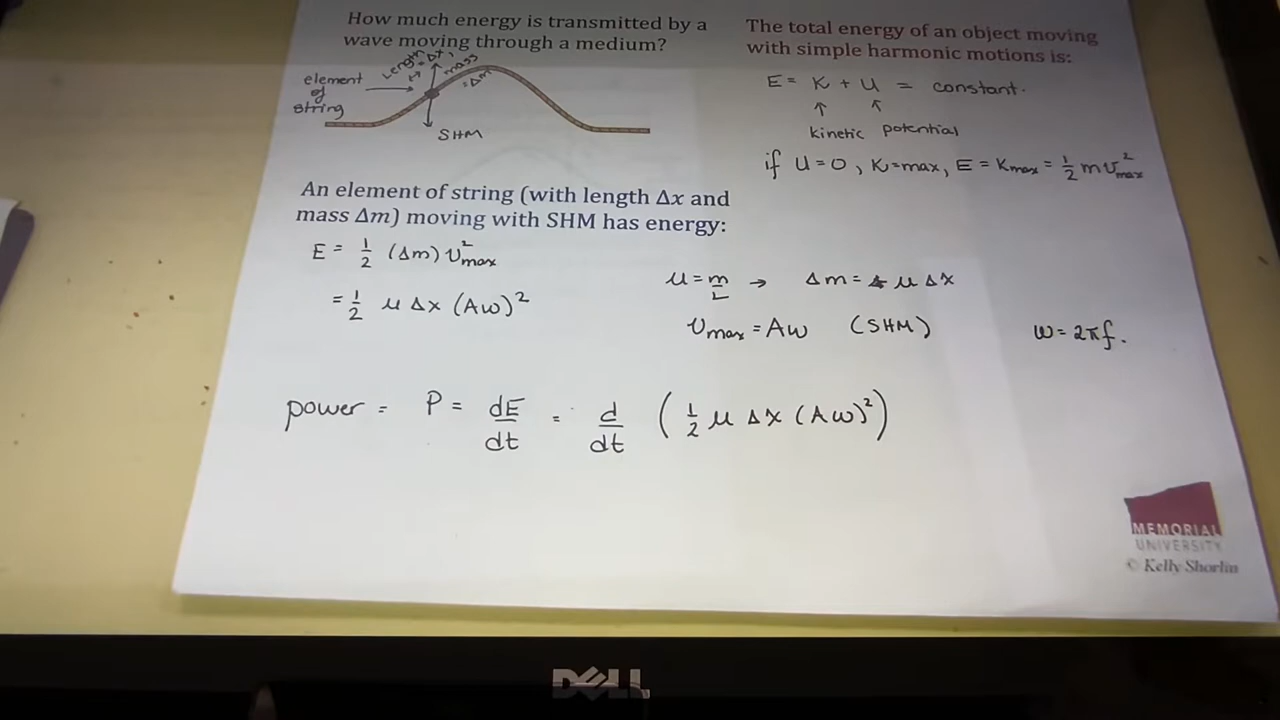 How much energy is transmitted by a
wave moving through a medium?
element
of
string
length
= Δx,
mass
= Δm
SHM
The total energy of an object moving
with simple harmonic motions is:
E = K + U = constant.
kinetic potential
if U=0, K=max, E = Kmax = 1/2 m v²max
An element of string (with length Δx and
mass Δm) moving with SHM has energy:
E = 1/2 (Δm) v²max
= 1/2 μ Δx (Aω)²
μ = m/L → Δm = μ Δx
vmax = Aω (SHM)
ω = 2πf.
power = P = dE/dt = d/dt (1/2 μ Δx (Aω)²)
MEMORIAL
UNIVERSITY
© Kelly Shorlin
DELL